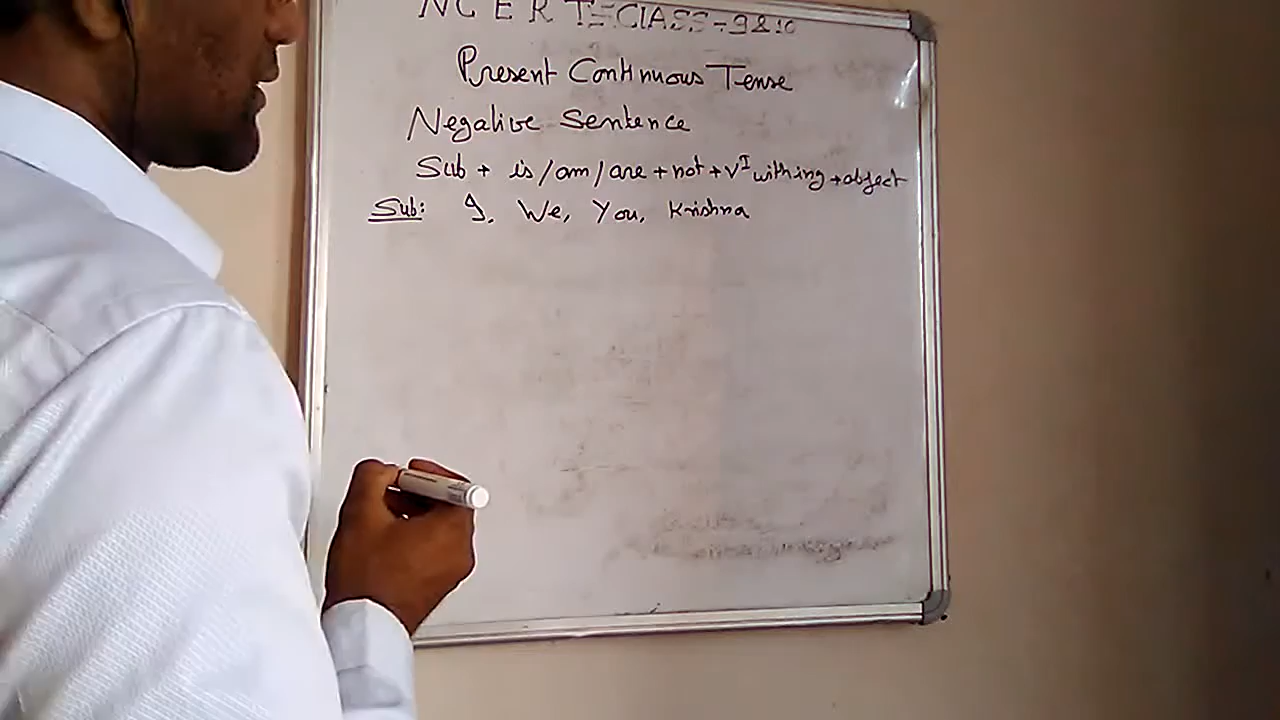 NCERT CLASS-9&10
Present Continuous Tense
Negative Sentence
Sub + is/am/are + not + V^I with ing + object
Sub: I, We, You, Krishna